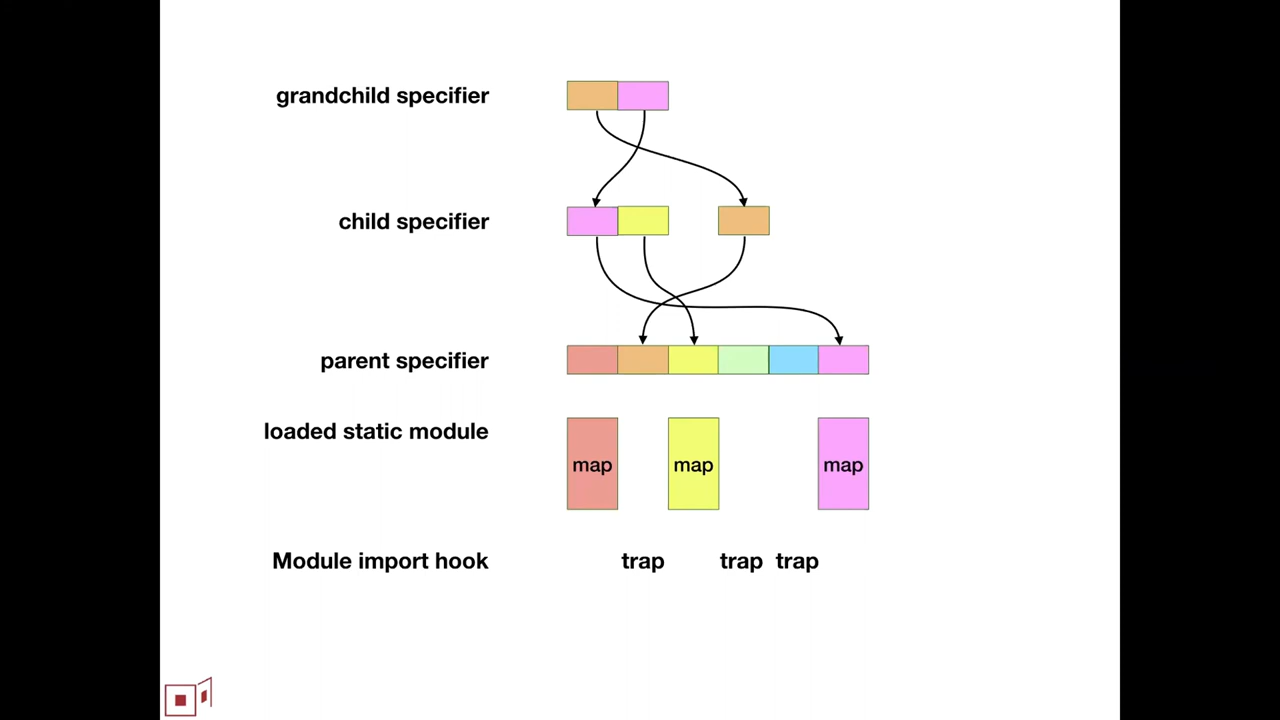 grandchild specifier
child specifier
parent specifier
loaded static module
map map map
Module import hook trap trap trap